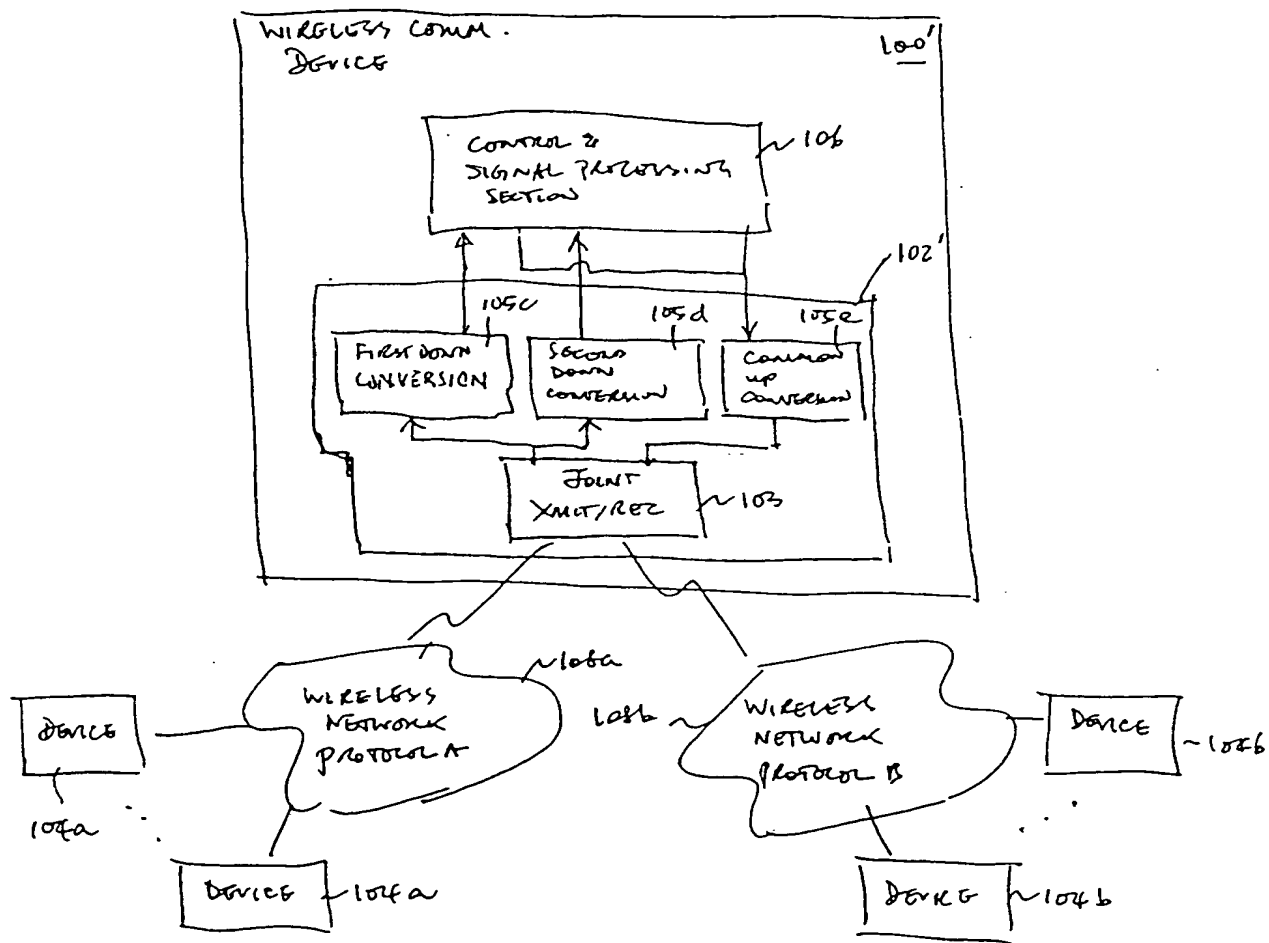 WIRELESS COMM.
DEVICE
100'
CONTROL &
SIGNAL PROCESSING
SECTION
106
102'
105c
105d
105e
FIRST DOWN
CONVERSION
SECOND
DOWN
CONVERSION
COMMON
UP
CONVERSION
JOINT
XMIT/REC
103
WIRELESS
NETWORK
PROTOCOL A
108a
108b
WIRELESS
NETWORK
PROTOCOL B
DEVICE
104a
DEVICE
104b
DEVICE
104a
DEVICE
104b